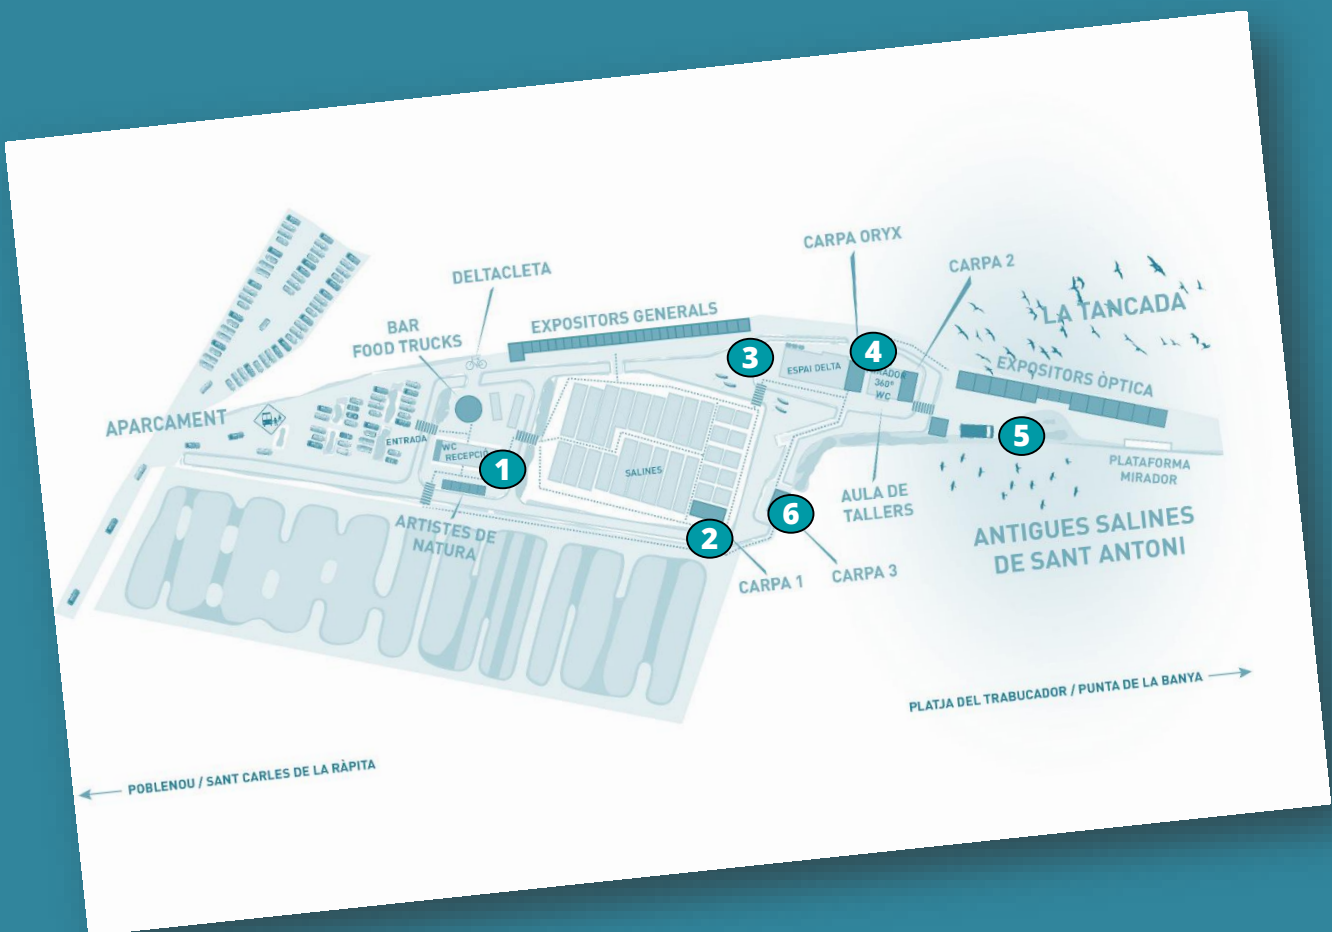 CARPA ORYX
CARPA 2
DELTACLETA
LA TANCADA
EXPOSITORS GENERALS
BAR
FOOD TRUCKS
3
4
ESPAI DELTA
360º
WC
EXPOSITORS ÒPTICA
APARCAMENT
ENTRADA
WC
RECEPCIÓ
1
SALINES
5
PLATAFORMA
MIRADOR
AULA DE
TALLERS
6
2
ARTISTES DE
NATURA
ANTIGUES SALINES
DE SANT ANTONI
CARPA 1
CARPA 3
PLATJA DEL TRABUCADOR / PUNTA DE LA BANYA
POBLENOU / SANT CARLES DE LA RÀPITA